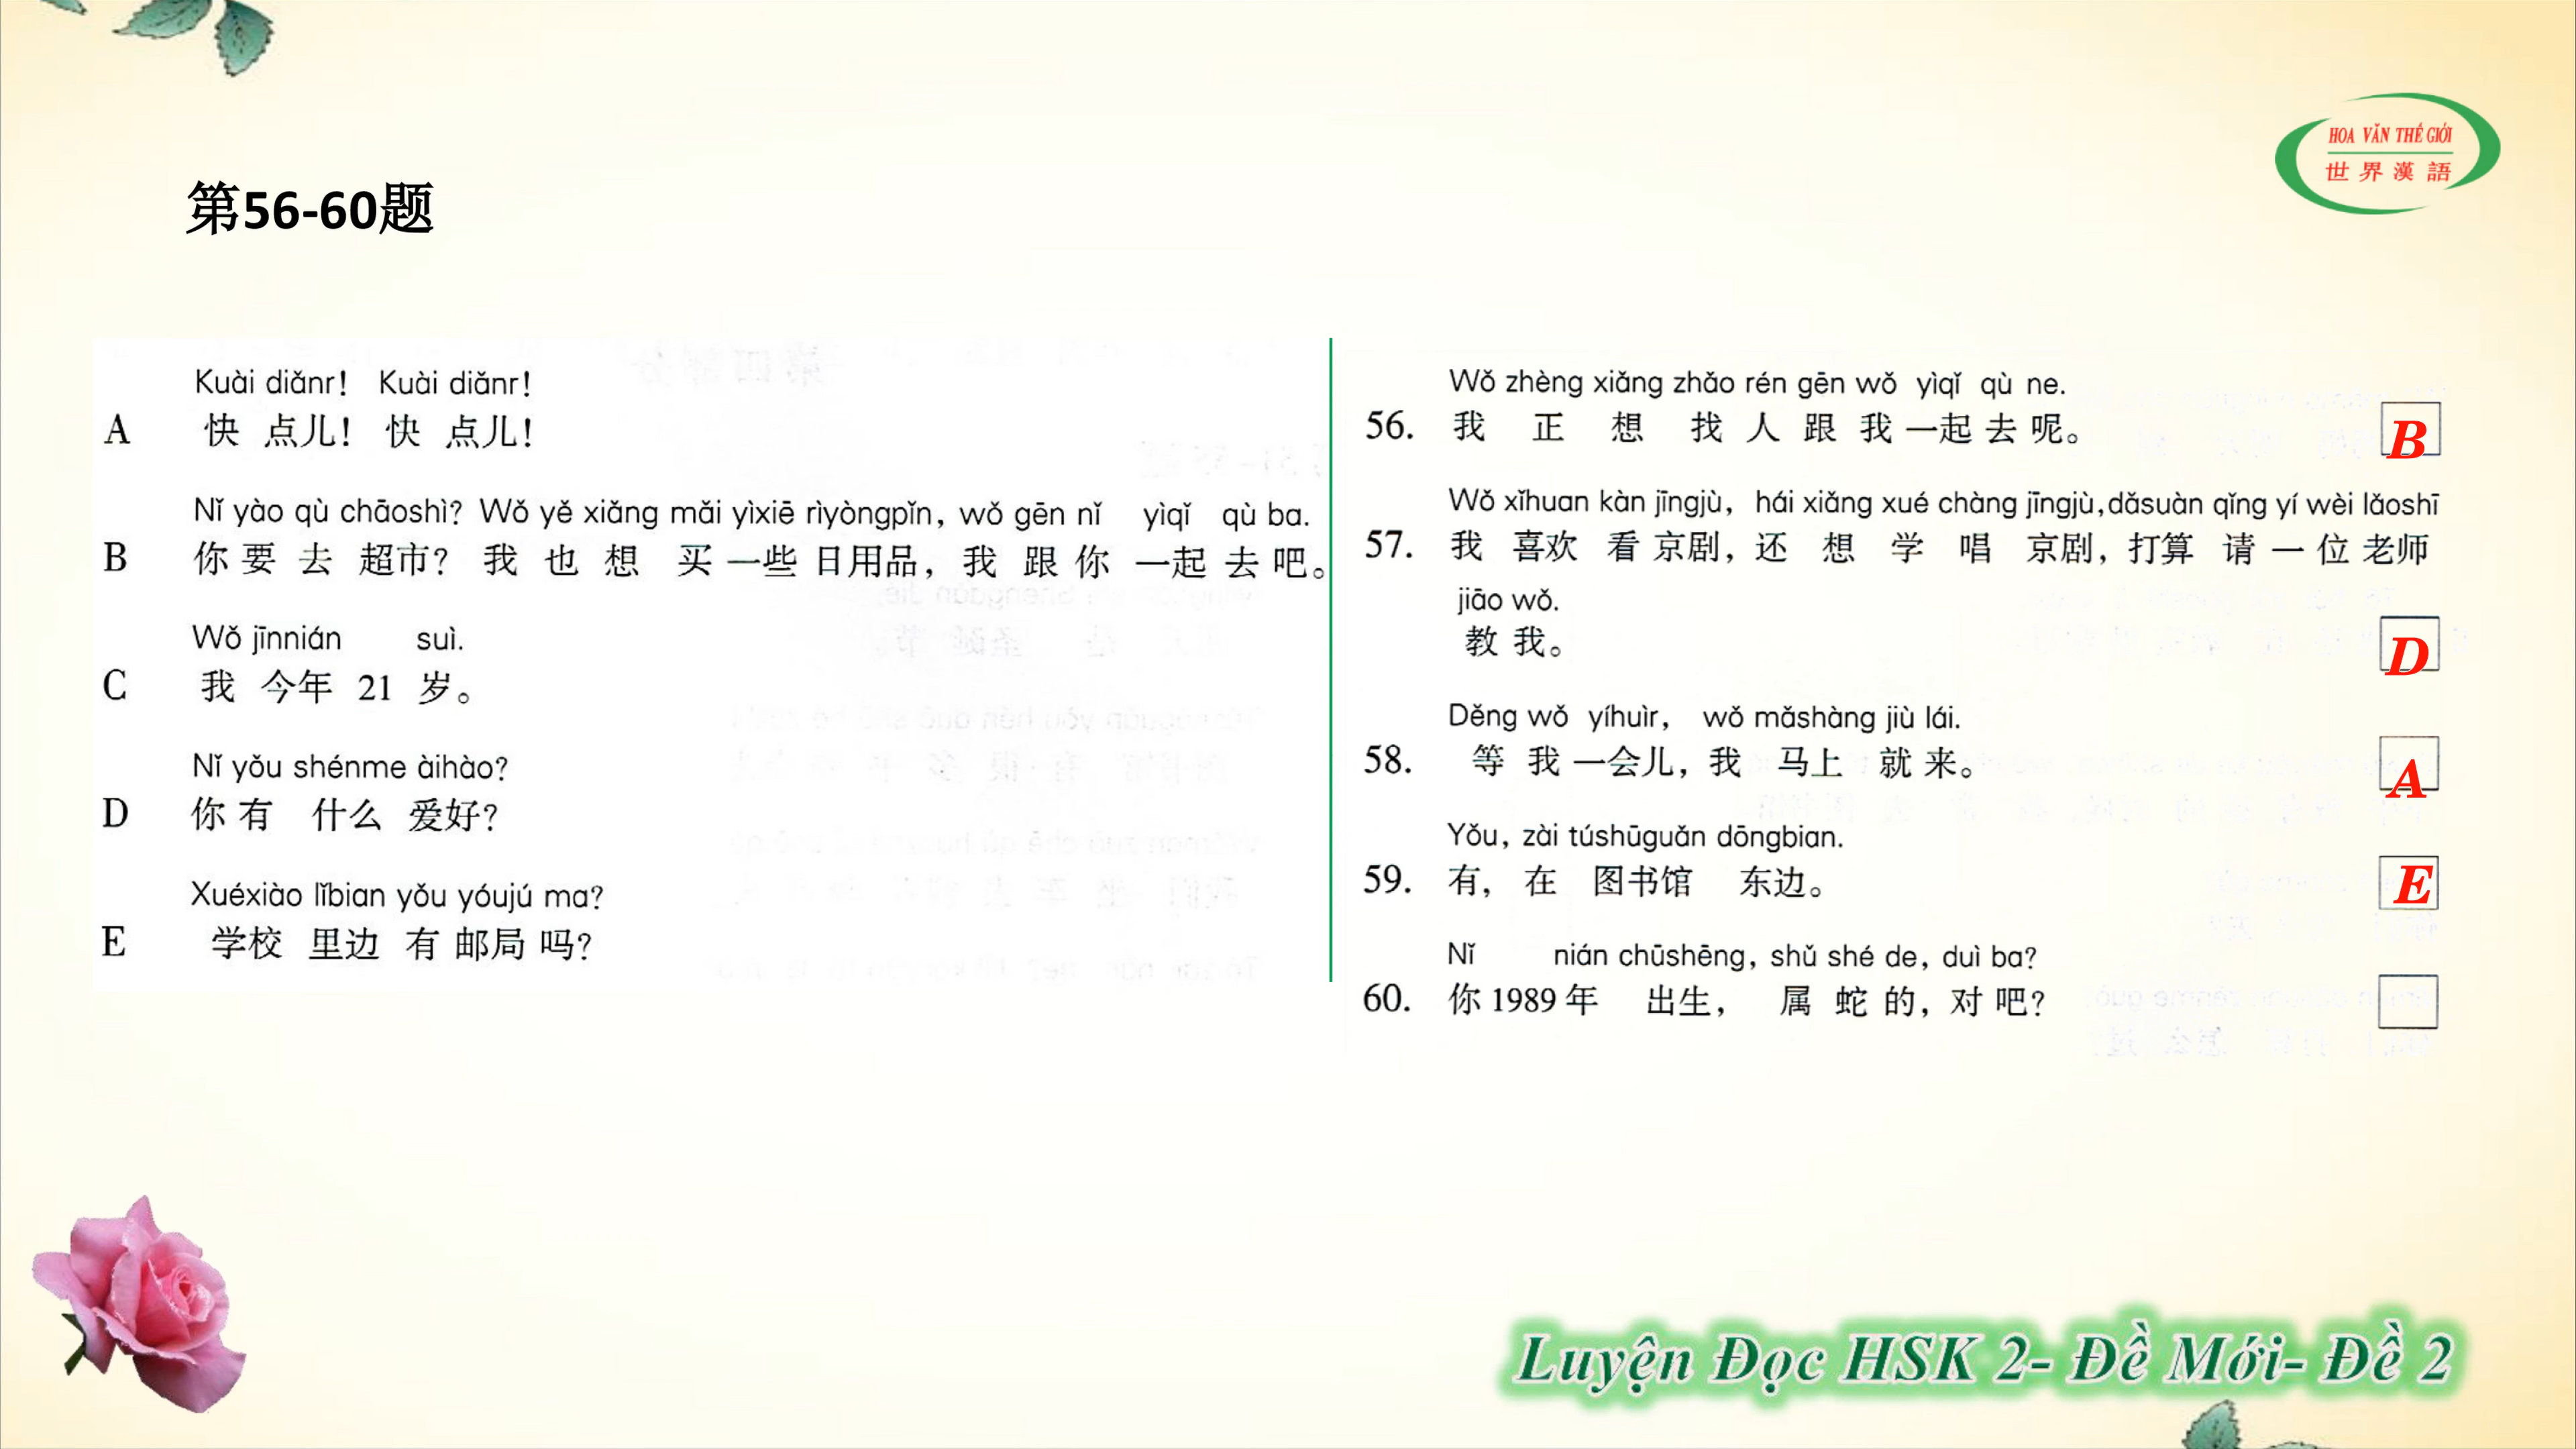 HOA VĂN THẾ GIỚI
世界漢語
第56-60题
Kuài diǎnr! Kuài diǎnr!
A 快点儿！快点儿！
Nǐ yào qù chāoshì? Wǒ yě xiǎng mǎi yìxiē rìyòngpǐn, wǒ gēn nǐ yìqǐ qù ba.
B 你要去超市？我也想买一些日用品，我跟你一起去吧。
Wǒ jīnnián suì.
C 我今年21岁。
Nǐ yǒu shénme àihào?
D 你有什么爱好？
Xuéxiào lǐbian yǒu yóujú ma?
E 学校里边有邮局吗？
Wǒ zhèng xiǎng zhǎo rén gēn wǒ yìqǐ qù ne.
56. 我正想找人跟我一起去呢。 B
Wǒ xǐhuan kàn jīngjù, hái xiǎng xué chàng jīngjù, dǎsuàn qǐng yí wèi lǎoshī
57. 我喜欢看京剧，还想学唱京剧，打算请一位老师
jiāo wǒ.
教我。 D
Děng wǒ yíhuìr, wǒ mǎshàng jiù lái.
58. 等我一会儿，我马上就来。 A
Yǒu, zài túshūguǎn dōngbian.
59. 有，在图书馆东边。 E
Nǐ nián chūshēng, shǔ shé de, duì ba?
60. 你1989年出生，属蛇的，对吧？
Luyện Đọc HSK 2- Đề Mới- Đề 2